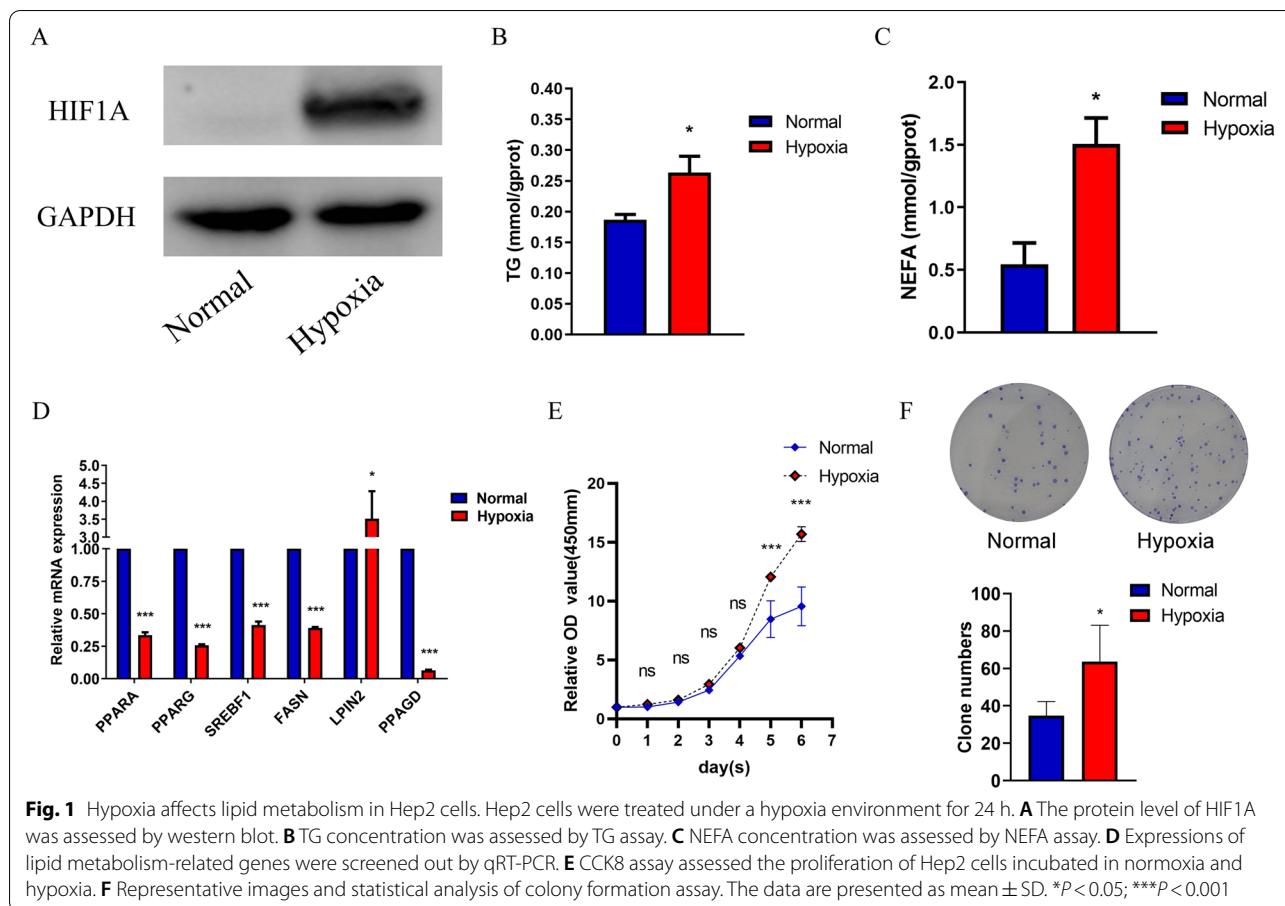 A
HIF1A
GAPDH
Normal
Hypoxia
B
TG (mmol/gprot)
0.40
0.35
0.30
0.25
0.20
0.15
0.10
0.05
0.00
*
Normal
Hypoxia
C
NEFA (mmol/gprot)
2.0
1.5
1.0
0.5
0.0
*
Normal
Hypoxia
D
Relative mRNA expression
5.0
4.5
4.0
3.5
3.0
1.00
0.75
0.50
0.25
0.00
***
***
***
***
*
***
Normal
Hypoxia
PPARA
PPARG
SREBF1
FASN
LPIN2
PPAGD
E
Normal
Hypoxia
Relative OD value(450mm)
20
15
10
5
0
ns
ns
ns
ns
***
***
0 1 2 3 4 5 6 7
day(s)
F
Normal
Hypoxia
Normal
Hypoxia
Clone numbers
100
80
60
40
20
0
*
Fig. 1 Hypoxia affects lipid metabolism in Hep2 cells. Hep2 cells were treated under a hypoxia environment for 24 h. A The protein level of HIF1A
was assessed by western blot. B TG concentration was assessed by TG assay. C NEFA concentration was assessed by NEFA assay. D Expressions of
lipid metabolism-related genes were screened out by qRT-PCR. E CCK8 assay assessed the proliferation of Hep2 cells incubated in normoxia and
hypoxia. F Representative images and statistical analysis of colony formation assay. The data are presented as mean ± SD. *P < 0.05; ***P < 0.001